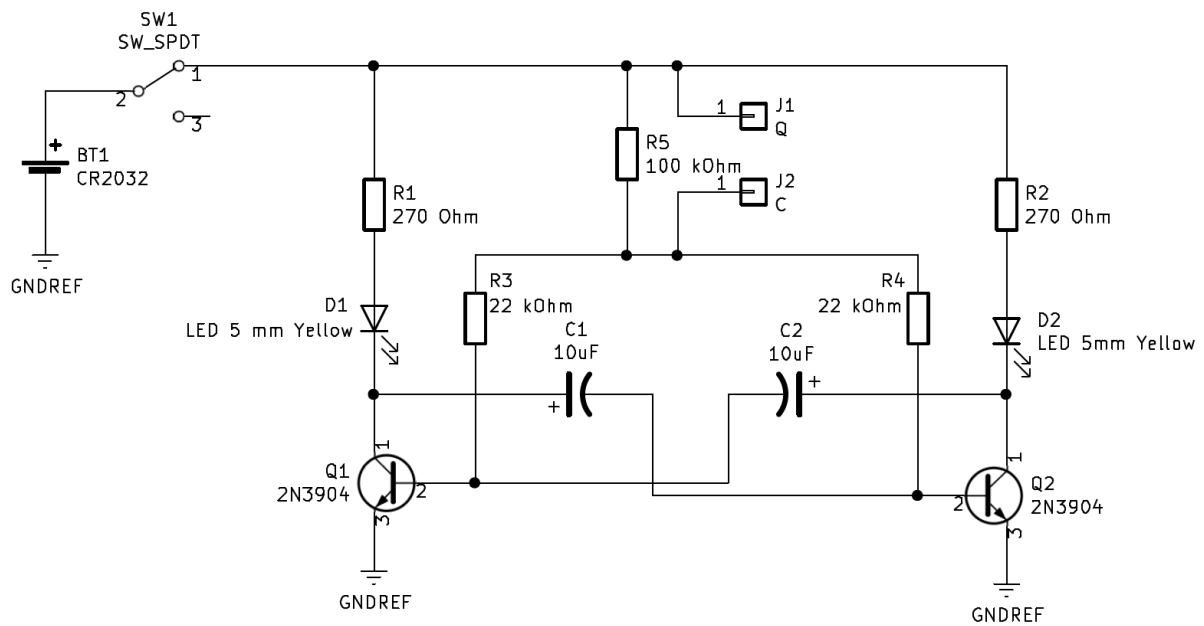 SW1
SW_SPDT
1
2
3
+
BT1
CR2032
GNDREF
R1
270 Ohm
D1
LED 5 mm Yellow
R5
100 kOhm
1
J1
Q
1
J2
C
R2
270 Ohm
D2
LED 5mm Yellow
R3
22 kOhm
R4
22 kOhm
C1
10uF
+
C2
10uF
+
Q1
2N3904
1
2
3
GNDREF
Q2
2N3904
1
2
3
GNDREF